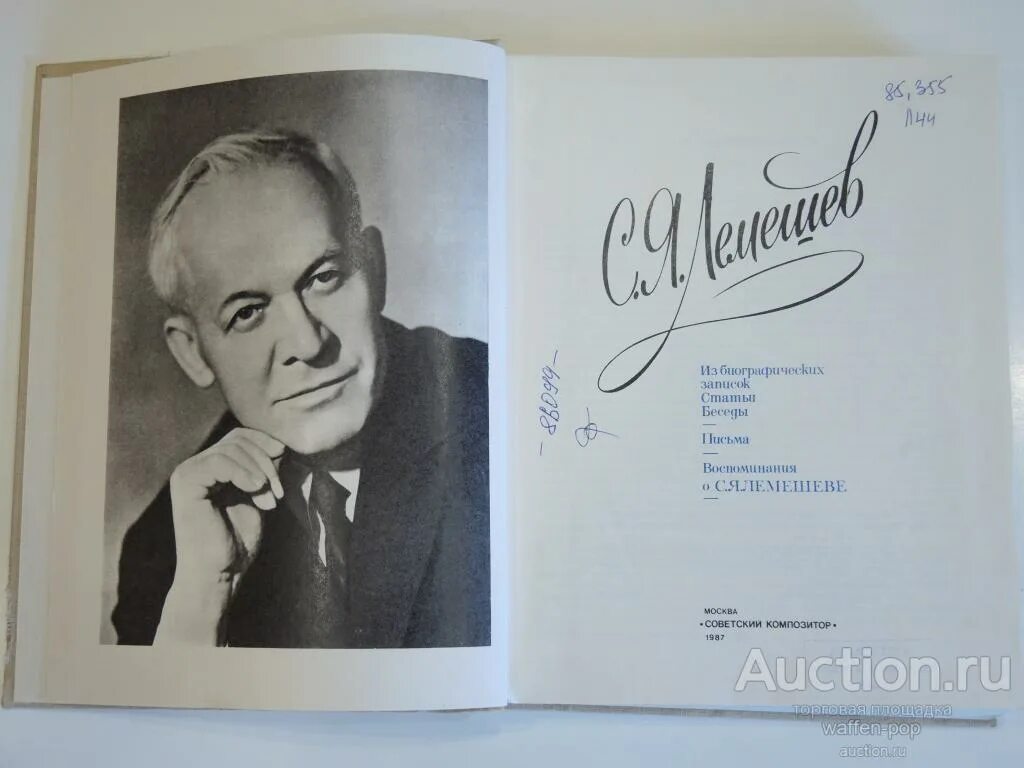 85,355
Л44
С.Я. Лемешев
Из биографических
записок
Статьи
Беседы
Письма
Воспоминания
о С.Я.ЛЕМЕШЕВЕ
- 88099 -
МОСКВА
• СОВЕТСКИЙ КОМПОЗИТОР •
1987
Auction.ru
торговая площадка
waffen-pop
auction.ru